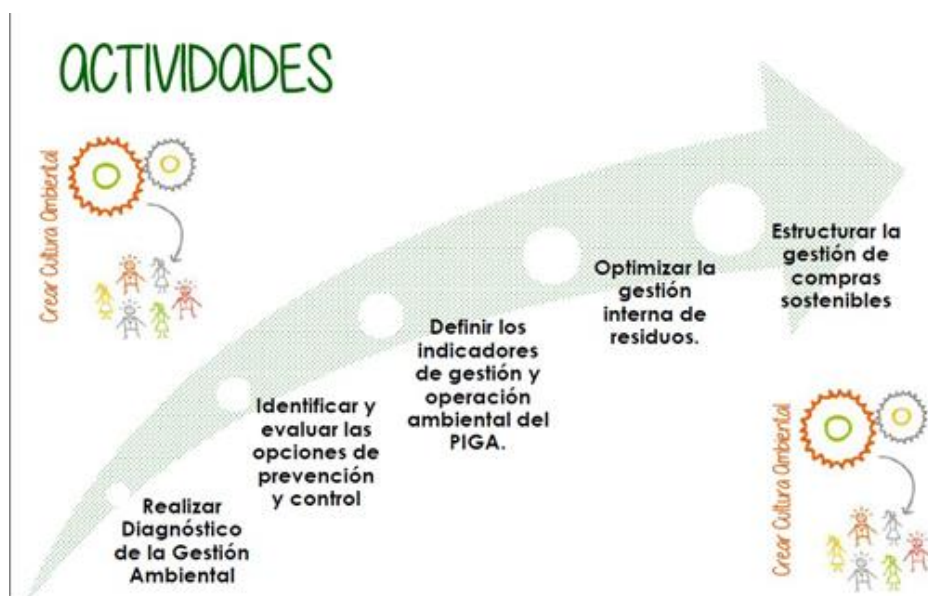 ACTIVIDADES
Crear Cultura Ambiental
Realizar
Diagnóstico
de la Gestión
Ambiental
Identificar y
evaluar las
opciones de
prevención
y control
Definir los
indicadores
de gestión y
operación
ambiental del
PIGA.
Optimizar la
gestión
interna de
residuos.
Estructurar la
gestión de
compras
sostenibles
Crear Cultura Ambiental